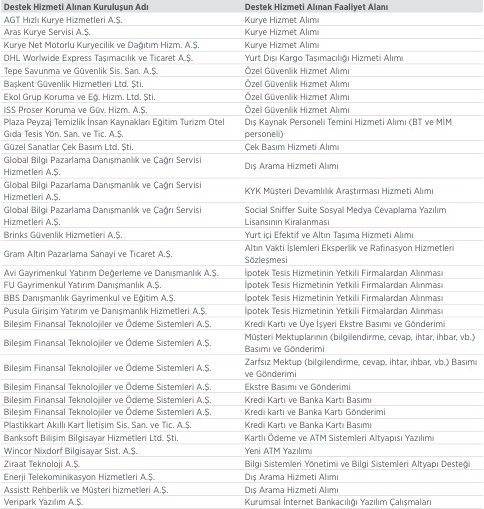 Destek Hizmeti Alınan Kuruluşun Adı Destek Hizmeti Alınan Faaliyet Alanı
AGT Hızlı Kurye Hizmetleri A.Ş. Kurye Hizmet Alımı
Aras Kurye Servisi A.Ş. Kurye Hizmet Alımı
Kurye Net Motorlu Kuryecilik ve Dağıtım Hizm. A.Ş. Kurye Hizmet Alımı
DHL Worlwide Express Taşımacılık ve Ticaret A.Ş. Yurt Dışı Kargo Taşımacılığı Hizmeti Alımı
Tepe Savunma ve Güvenlik Sis. San. A.Ş. Özel Güvenlik Hizmet Alımı
Başkent Güvenlik Hizmetleri Ltd. Şti. Özel Güvenlik Hizmet Alımı
Ekol Grup Koruma ve Eğ. Hizm. Ltd. Şti. Özel Güvenlik Hizmet Alımı
ISS Proser Koruma ve Güv. Hizm. A.Ş. Özel Güvenlik Hizmet Alımı
Plaza Peyzaj Temizlik İnsan Kaynakları Eğitim Turizm Otel Dış Kaynak Personeli Temini Hizmeti Alımı (BT ve MİM
Gıda Tesis Yön. San. ve Tic. A.Ş. personeli)
Güzel Sanatlar Çek Basım Ltd. Şti. Çek Basım Hizmeti Alımı
Global Bilgi Pazarlama Danışmanlık ve Çağrı Servisi
Hizmetleri A.Ş. Dış Arama Hizmeti Alımı
Global Bilgi Pazarlama Danışmanlık ve Çağrı Servisi
Hizmetleri A.Ş. KYK Müşteri Devamlılık Araştırması Hizmeti Alımı
Global Bilgi Pazarlama Danışmanlık ve Çağrı Servisi Social Sniffer Suite Sosyal Medya Cevaplama Yazılım
Hizmetleri A.Ş. Lisansının Kiralanması
Brinks Güvenlik Hizmetleri A.Ş. Yurt içi Efektif ve Altın Taşıma Hizmeti Alımı
Gram Altın Pazarlama Sanayi ve Ticaret A.Ş. Altın Vakti İşlemleri Eksperlik ve Rafinasyon Hizmetleri
Sözleşmesi
Avi Gayrimenkul Yatırım Değerleme ve Danışmanlık A.Ş. İpotek Tesis Hizmetinin Yetkili Firmalardan Alınması
FU Gayrimenkul Yatırım Danışmanlık A.Ş. İpotek Tesis Hizmetinin Yetkili Firmalardan Alınması
BBS Danışmanlık Gayrimenkul ve Eğitim A.Ş. İpotek Tesis Hizmetinin Yetkili Firmalardan Alınması
Pusula Girişim Yatırım ve Danışmanlık Hizmetleri A.Ş. İpotek Tesis Hizmetinin Yetkili Firmalardan Alınması
Bileşim Finansal Teknolojiler ve Ödeme Sistemleri A.Ş. Kredi Kartı ve Üye İşyeri Ekstre Basımı ve Gönderimi
Bileşim Finansal Teknolojiler ve Ödeme Sistemleri A.Ş. Müşteri Mektuplarının (bilgilendirme, cevap, ihtar, ihbar, vb.)
Basımı ve Gönderimi
Bileşim Finansal Teknolojiler ve Ödeme Sistemleri A.Ş. Zarfsız Mektup (bilgilendirme, cevap, ihtar, ihbar, vb.) Basımı
ve Gönderimi
Bileşim Finansal Teknolojiler ve Ödeme Sistemleri A.Ş. Ekstre Basımı ve Gönderimi
Bileşim Finansal Teknolojiler ve Ödeme Sistemleri A.Ş. Kredi Kartı ve Banka Kartı Basımı
Bileşim Finansal Teknolojiler ve Ödeme Sistemleri A.Ş. Kredi kartı ve Banka Kartı Gönderimi
Plastikkart Akıllı Kart İletişim Sis. San. ve Tic. A.Ş. Kredi Kartı ve Banka Kartı Basımı
Banksoft Bilişim Bilgisayar Hizmetleri Ltd. Şti. Kartlı Ödeme ve ATM Sistemleri Altyapısı Yazılımı
Wincor Nixdorf Bilgisayar Sist. A.Ş. Yeni ATM Yazılımı
Ziraat Teknoloji A.Ş. Bilgi Sistemleri Yönetimi ve Bilgi Sistemleri Altyapı Desteği
Enerji Telekominikasyon Hizmetleri A.Ş. Dış Arama Hizmeti Alımı
Assistt Rehberlik ve Müşteri hizmetleri A.Ş. Dış Arama Hizmeti Alımı
Veripark Yazılım A.Ş. Kurumsal İnternet Bankacılığı Yazılım Çalışmaları